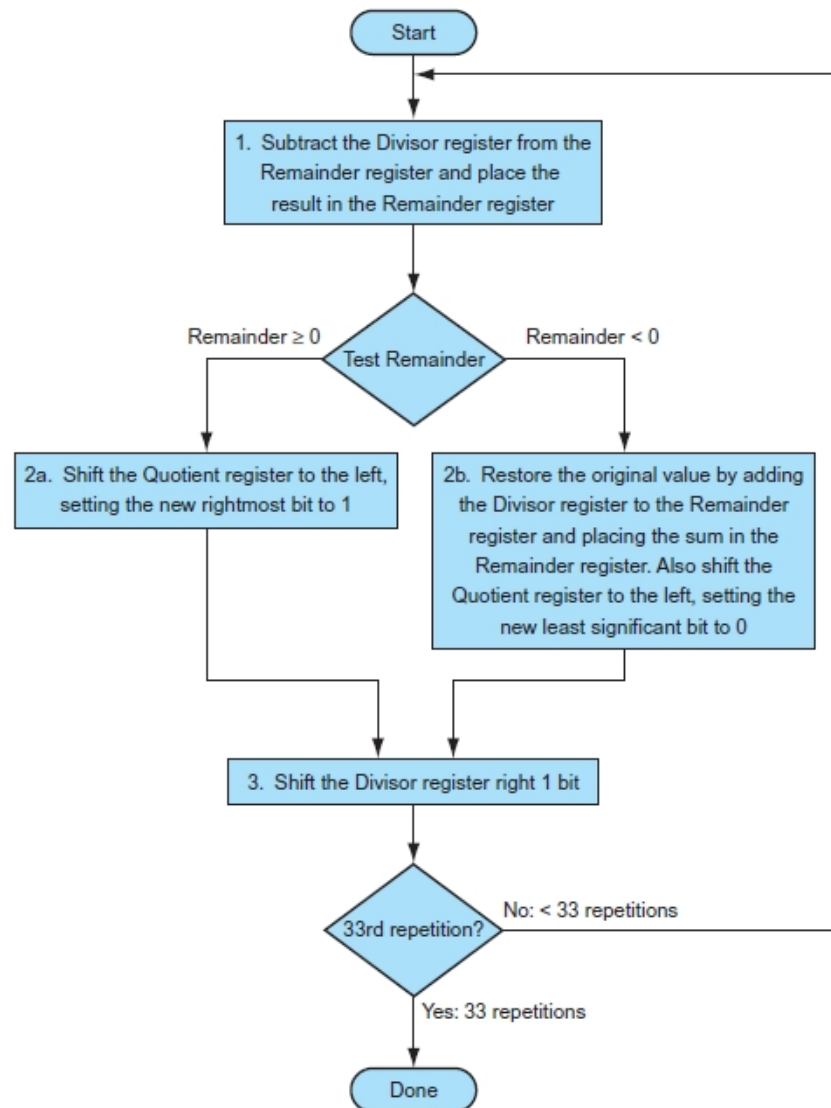 Start
1. Subtract the Divisor register from the
Remainder register and place the
result in the Remainder register
Remainder ≥ 0
Test Remainder
Remainder < 0
2a. Shift the Quotient register to the left,
setting the new rightmost bit to 1
2b. Restore the original value by adding
the Divisor register to the Remainder
register and placing the sum in the
Remainder register. Also shift the
Quotient register to the left, setting the
new least significant bit to 0
3. Shift the Divisor register right 1 bit
33rd repetition?
No: < 33 repetitions
Yes: 33 repetitions
Done